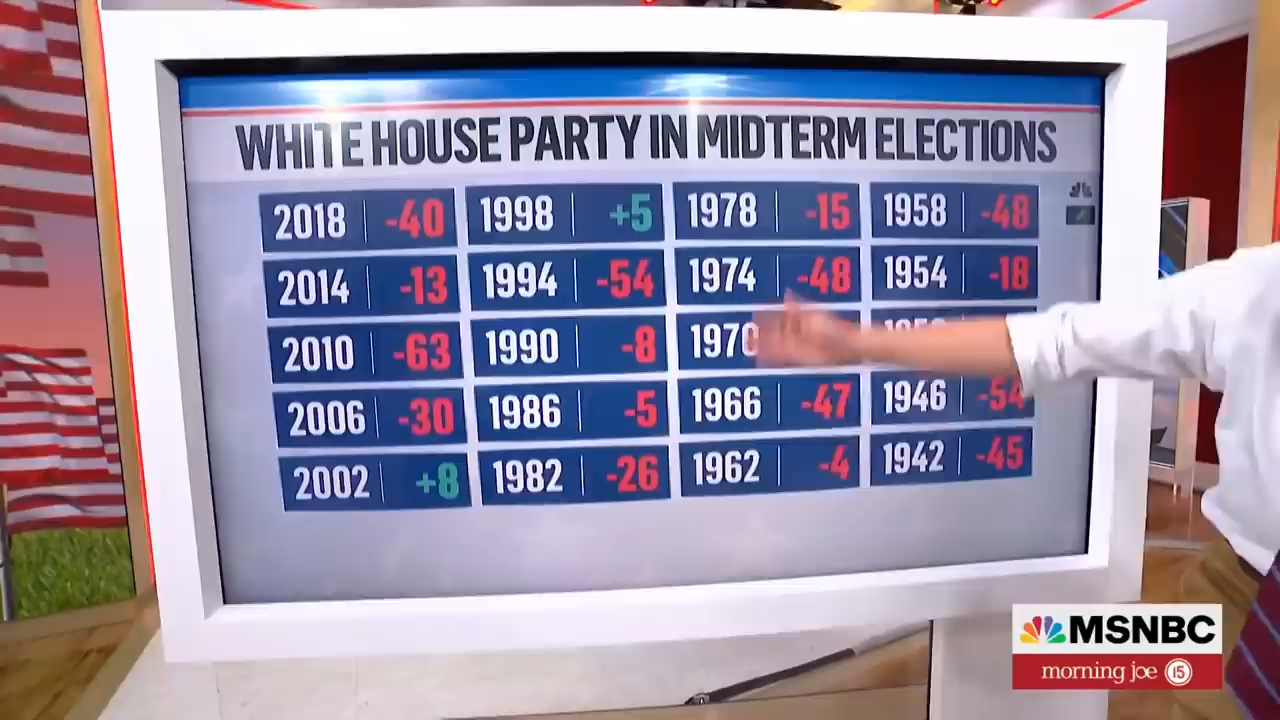 WHITE HOUSE PARTY IN MIDTERM ELECTIONS
2018 -40 1998 +5 1978 -15 1958 -48
2014 -13 1994 -54 1974 -48 1954 -18
2010 -63 1990 -8 1970
2006 -30 1986 -5 1966 -47 1946 -54
2002 +8 1982 -26 1962 -4 1942 -45
MSNBC
morning joe 15